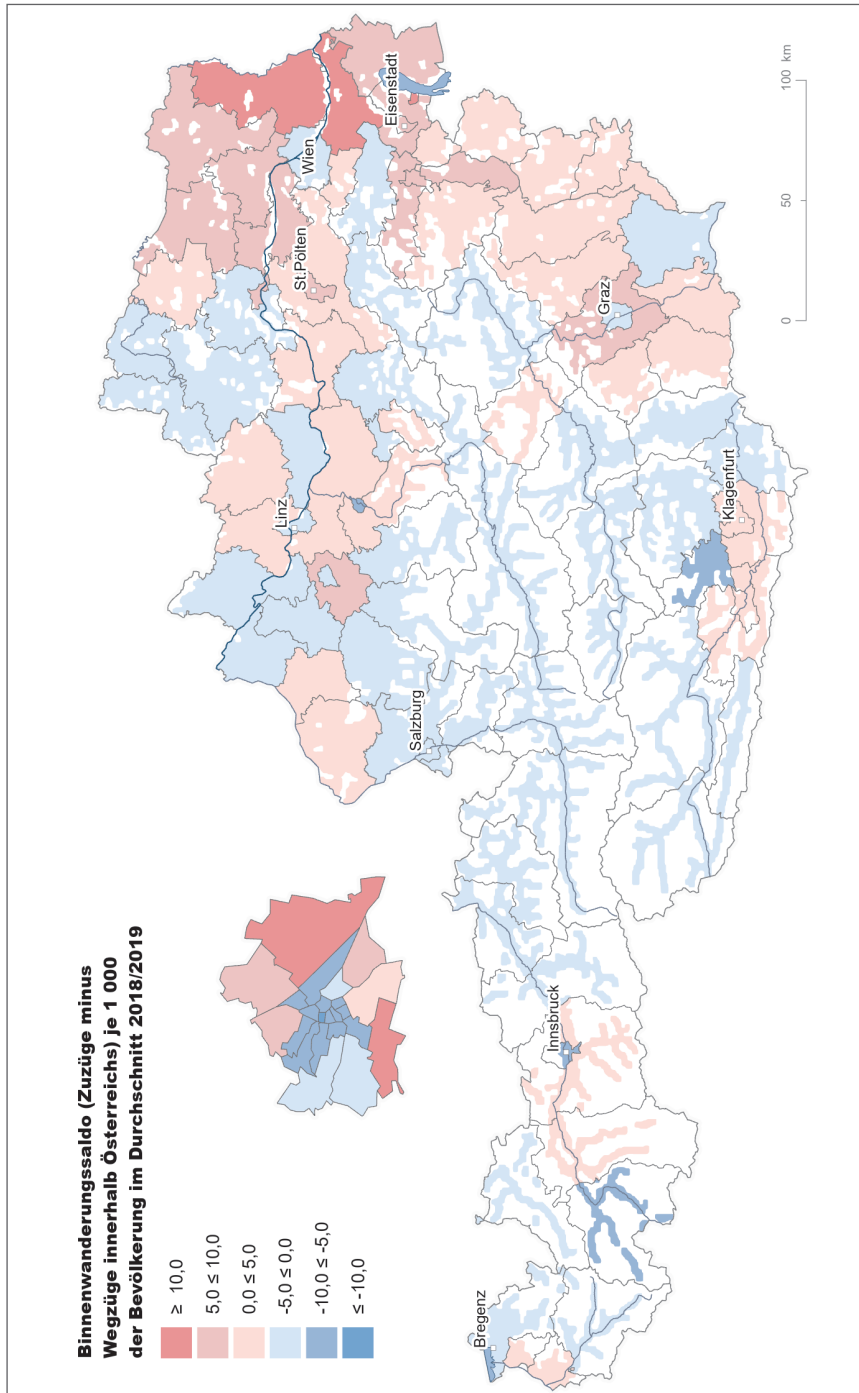 Binnenwanderungssaldo (Zuzüge minus
Wegzüge innerhalb Österreichs) je 1 000
der Bevölkerung im Durchschnitt 2018/2019
≥ 10,0
5,0 ≤ 10,0
0,0 ≤ 5,0
-5,0 ≤ 0,0
-10,0 ≤ -5,0
≤ -10,0
Linz
St.Pölten
Wien
Eisenstadt
Salzburg
Bregenz
Innsbruck
Graz
Klagenfurt
0 50 100 km